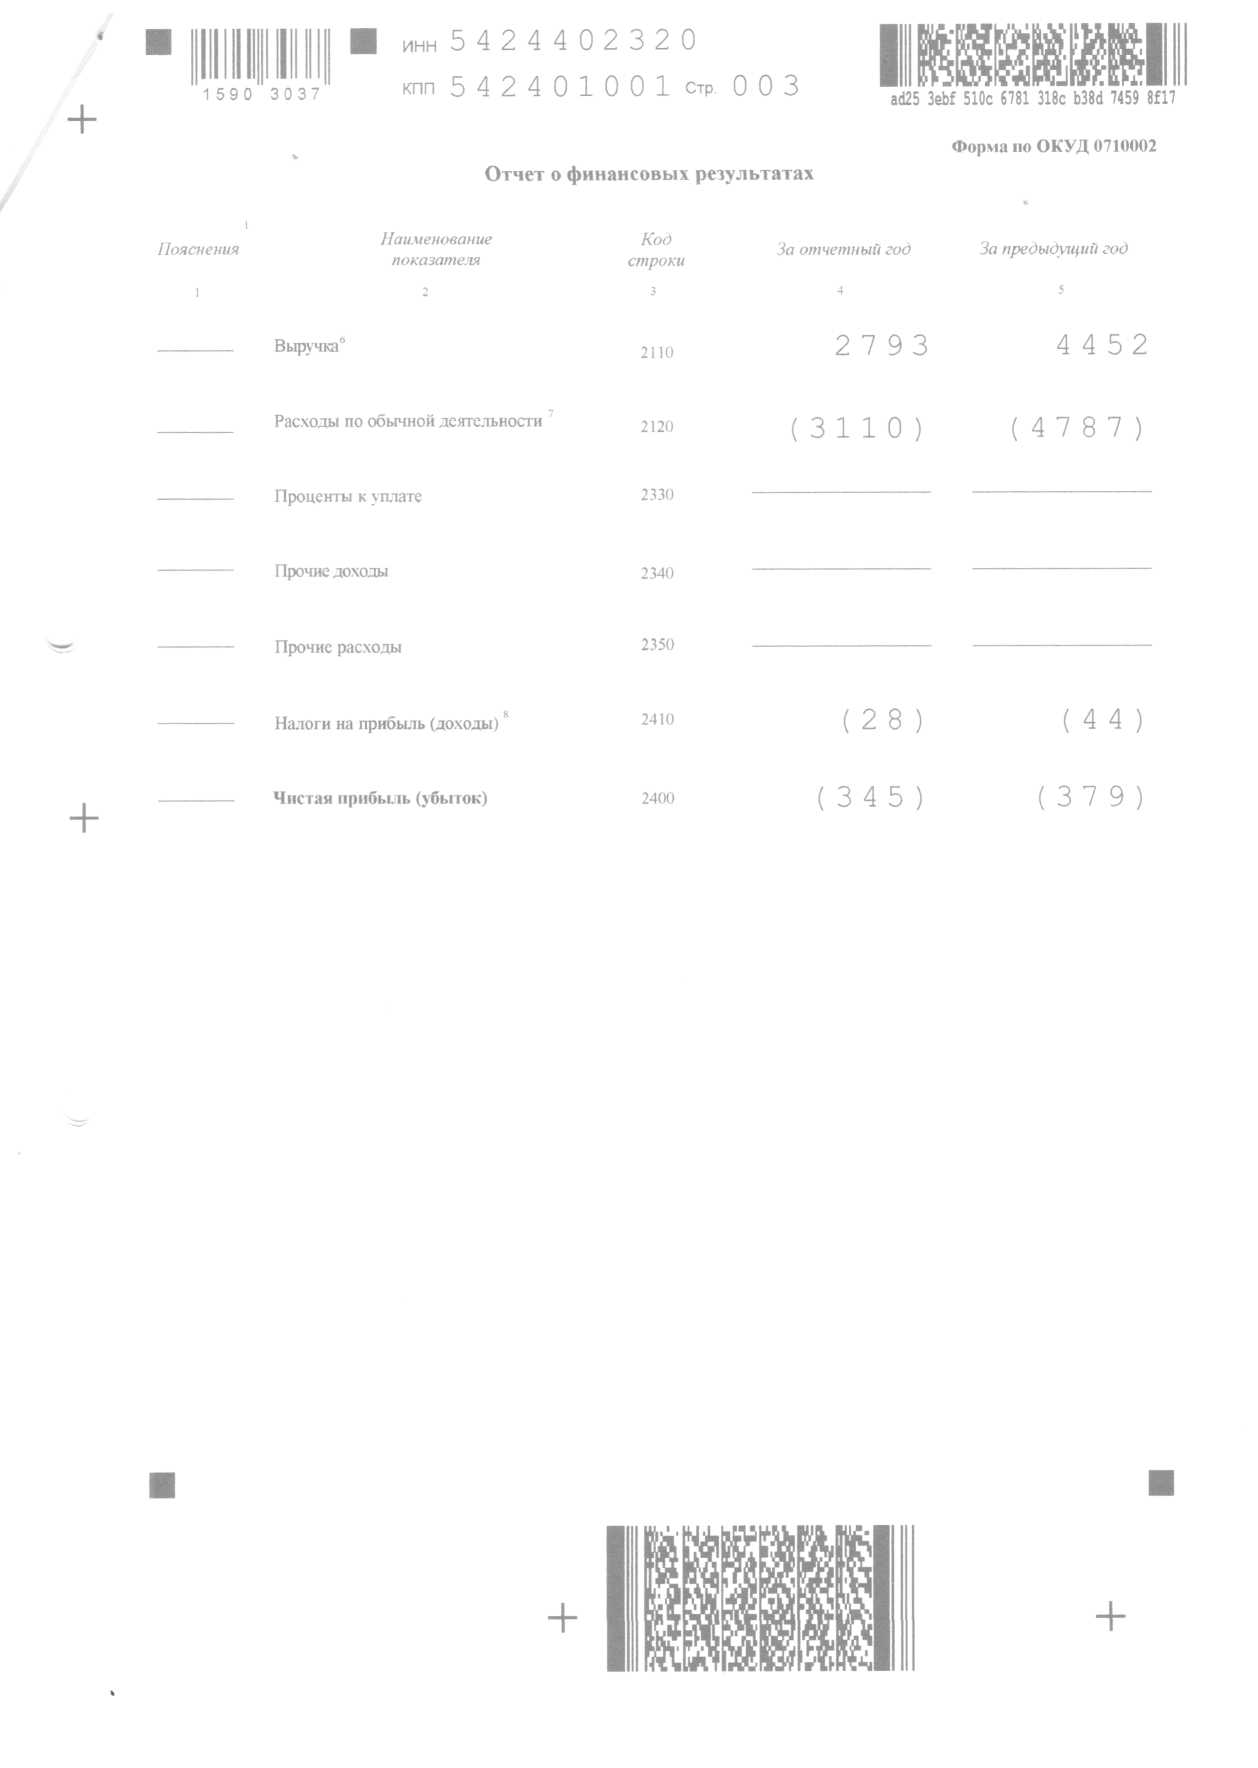 ИНН 5424402320
1590 3037
КПП 542401001 Стр. 003
ad25 3ebf 510c 6781 318c b38d 7459 8f17
Форма по ОКУД 0710002
Отчет о финансовых результатах
Пояснения 1 Наименование показателя Код строки За отчетный год За предыдущий год
1 2 3 4 5
Выручка 6 2110 2793 4452
Расходы по обычной деятельности 7 2120 (3110) (4787)
Проценты к уплате 2330
Прочие доходы 2340
Прочие расходы 2350
Налоги на прибыль (доходы) 8 2410 (28) (44)
Чистая прибыль (убыток) 2400 (345) (379)